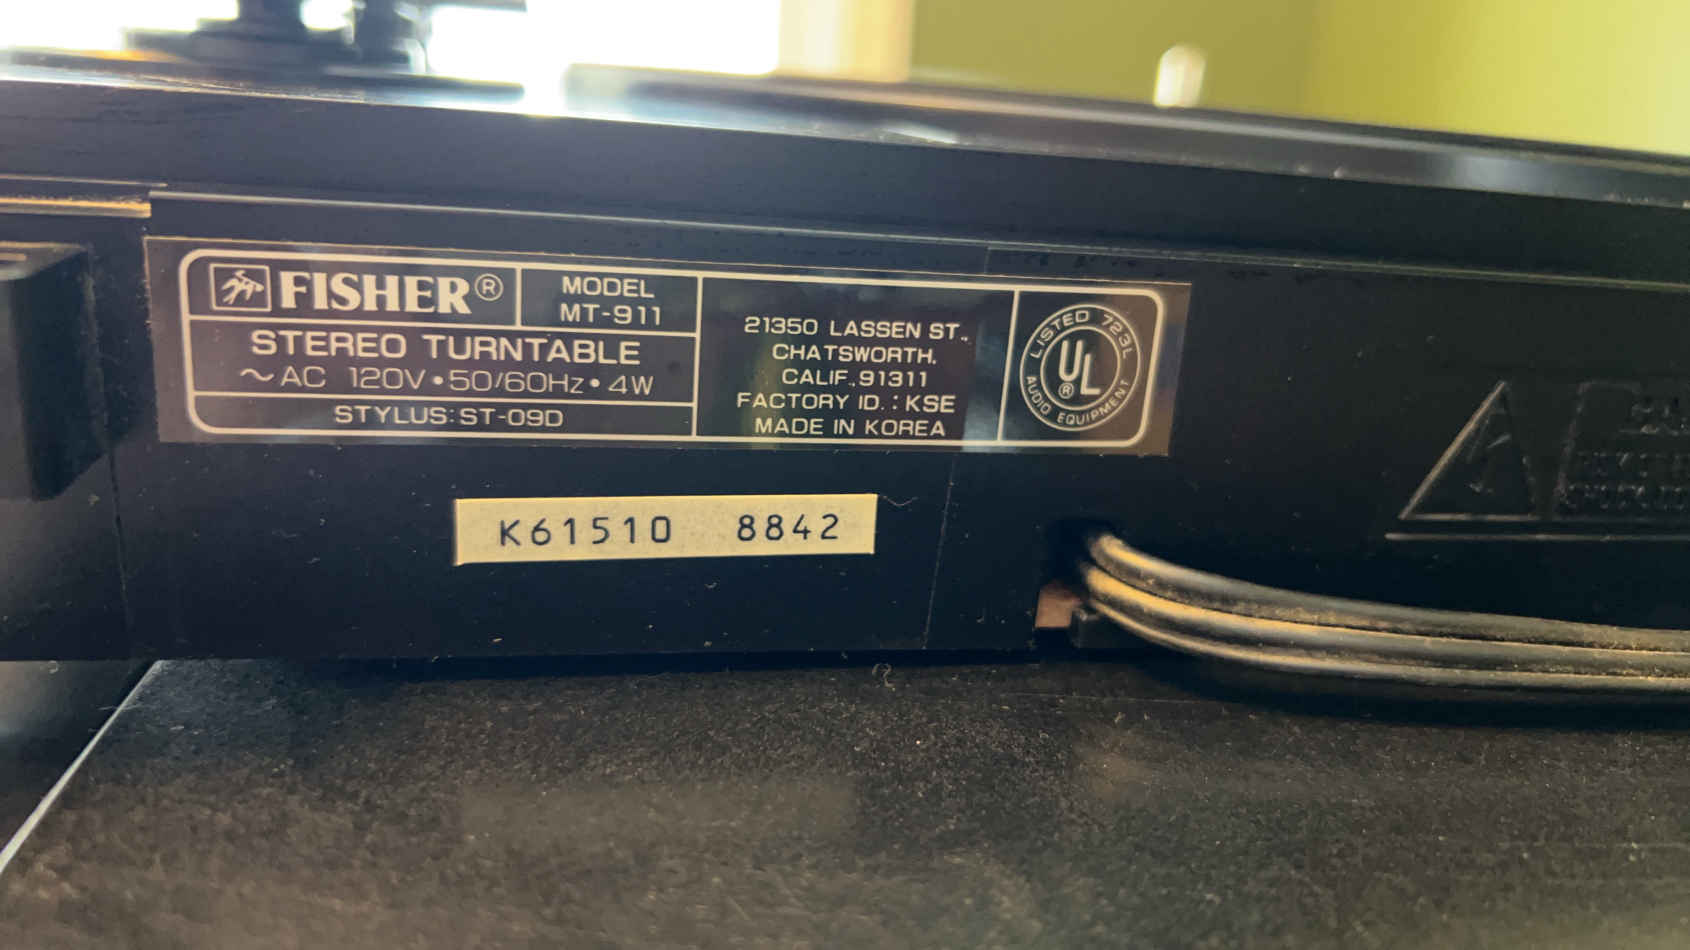 FISHER®
MODEL
MT-911
STEREO TURNTABLE
~AC 120V•50/60Hz•4W
STYLUS:ST-09D
21350 LASSEN ST.,
CHATSWORTH,
CALIF.,91311
FACTORY ID.:KSE
MADE IN KOREA
LISTED 723L
UL®
AUDIO EQUIPMENT
K61510 8842